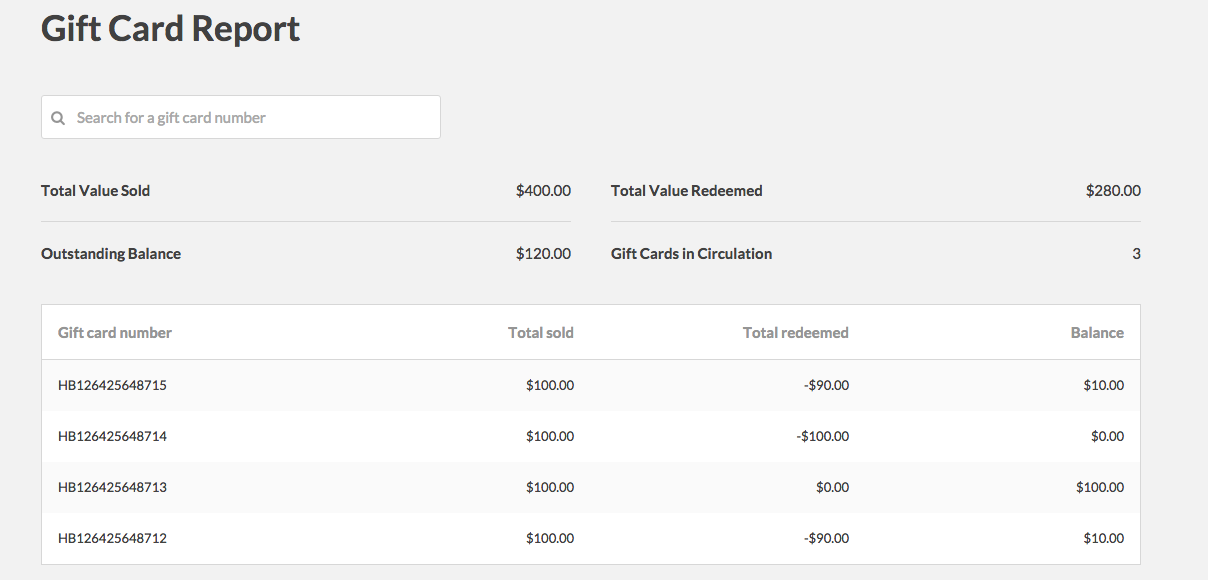 Gift Card Report
Search for a gift card number
Total Value Sold $400.00 Total Value Redeemed $280.00
Outstanding Balance $120.00 Gift Cards in Circulation 3
Gift card number Total sold Total redeemed Balance
HB126425648715 $100.00 -$90.00 $10.00
HB126425648714 $100.00 -$100.00 $0.00
HB126425648713 $100.00 $0.00 $100.00
HB126425648712 $100.00 -$90.00 $10.00